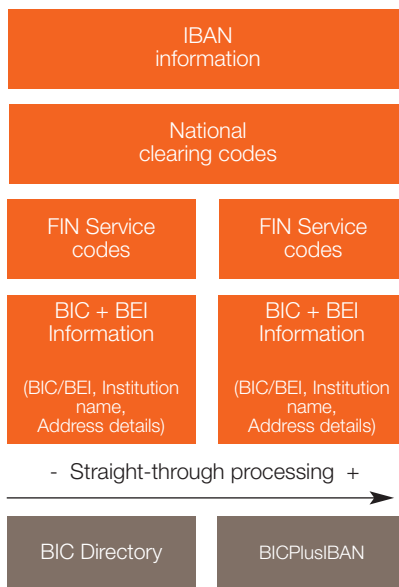 IBAN
information
National
clearing codes
FIN Service
codes
FIN Service
codes
BIC + BEI
Information
(BIC/BEI, Institution
name,
Address details)
BIC + BEI
Information
(BIC/BEI, Institution
name,
Address details)
- Straight-through processing +
BIC Directory
BICPlusIBAN